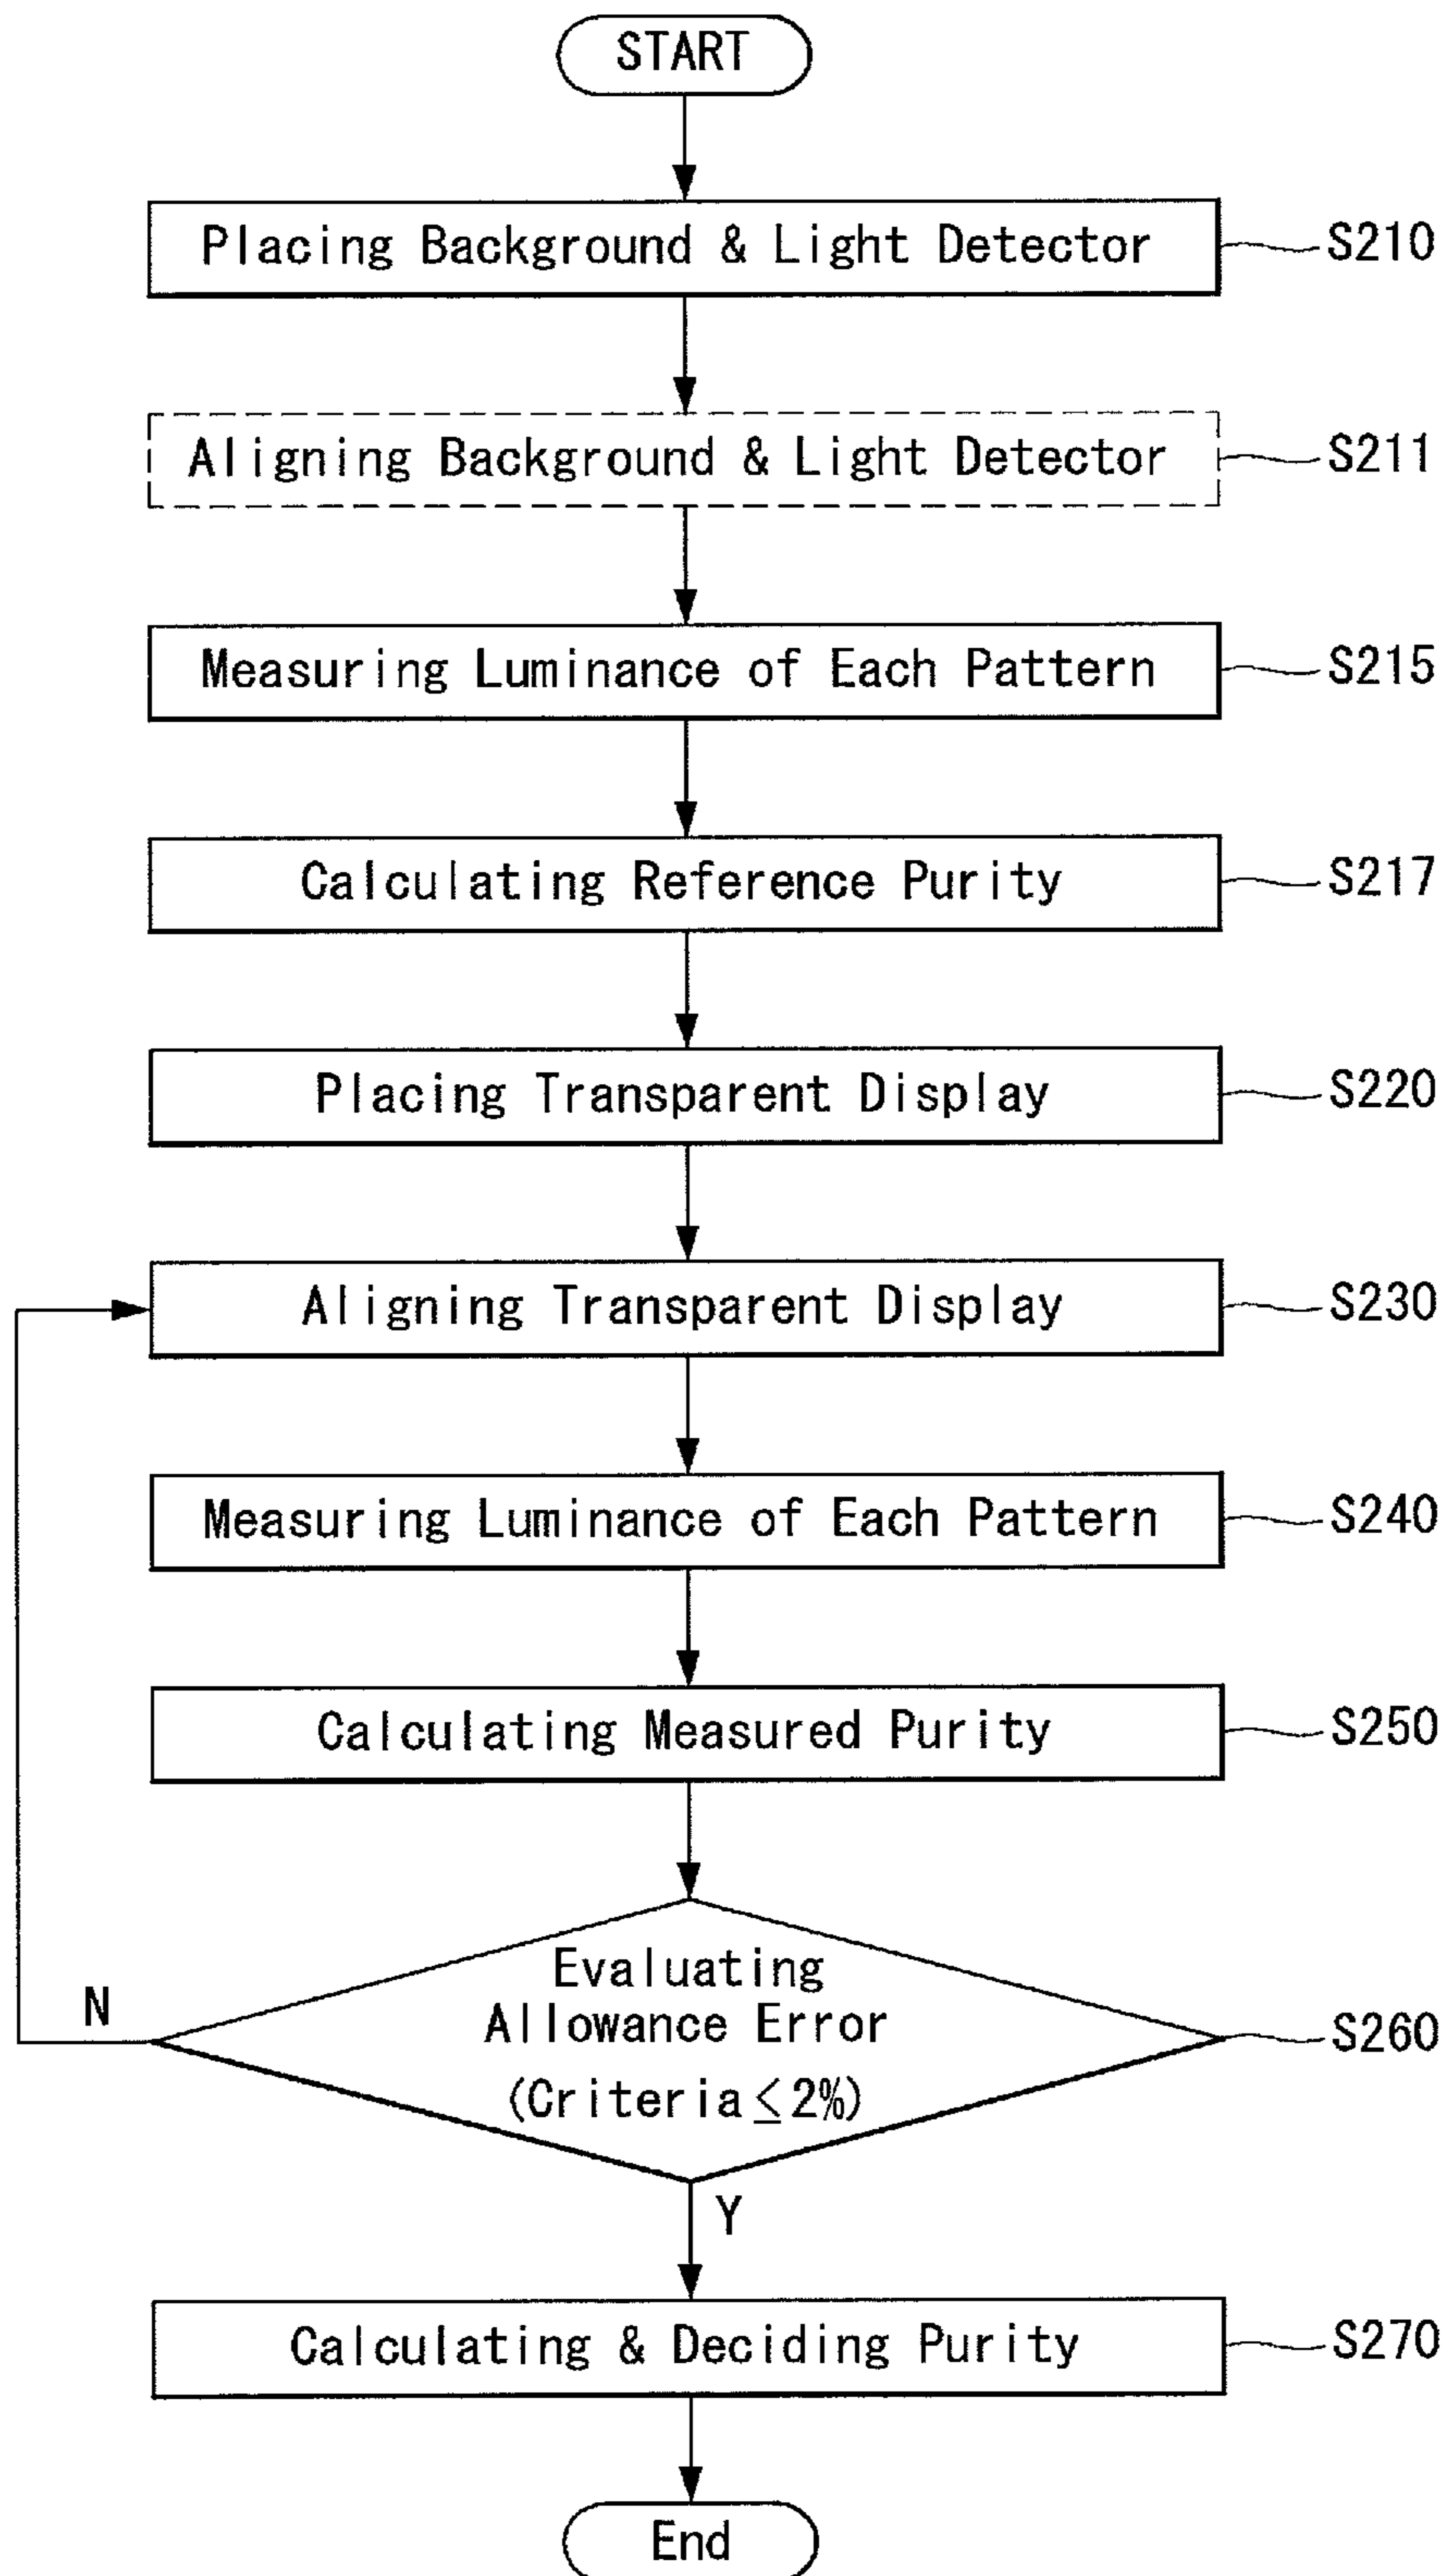 START
Placing Background & Light Detector
S210
Aligning Background & Light Detector
S211
Measuring Luminance of Each Pattern
S215
Calculating Reference Purity
S217
Placing Transparent Display
S220
Aligning Transparent Display
S230
Measuring Luminance of Each Pattern
S240
Calculating Measured Purity
S250
Evaluating
Allowance Error
(Criteria≤2%)
S260
N
Y
Calculating & Deciding Purity
S270
End